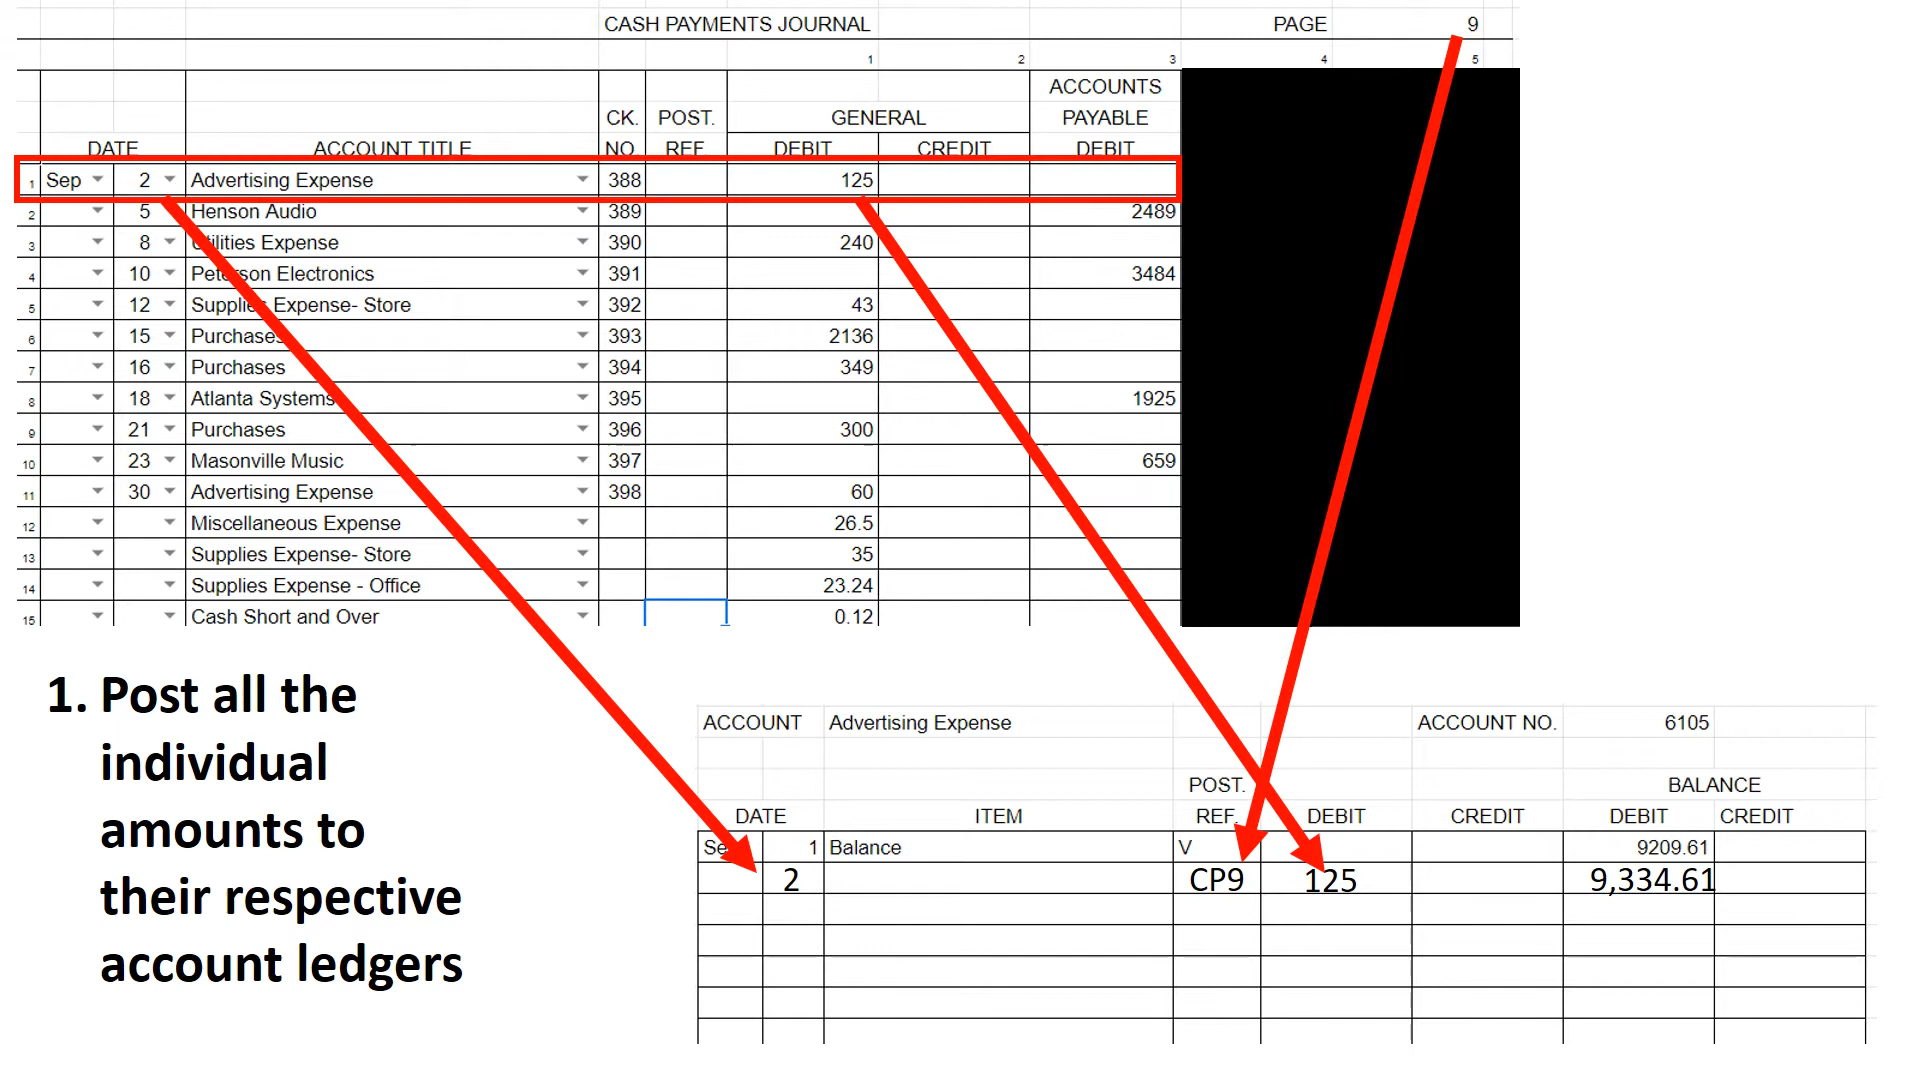 CASH PAYMENTS JOURNAL PAGE 9
1 2 3 4 5
ACCOUNTS
CK. POST. GENERAL PAYABLE
DATE ACCOUNT TITLE NO. REF. DEBIT CREDIT DEBIT
1 Sep 2 Advertising Expense 388 125
2 5 Henson Audio 389 2489
3 8 Utilities Expense 390 240
4 10 Peterson Electronics 391 3484
5 12 Supplies Expense- Store 392 43
6 15 Purchases 393 2136
7 16 Purchases 394 349
8 18 Atlanta Systems 395 1925
9 21 Purchases 396 300
10 23 Masonville Music 397 659
11 30 Advertising Expense 398 60
12 Miscellaneous Expense 26.5
13 Supplies Expense- Store 35
14 Supplies Expense - Office 23.24
15 Cash Short and Over 0.12
1. Post all the
individual
amounts to
their respective
account ledgers
ACCOUNT Advertising Expense ACCOUNT NO. 6105
POST. BALANCE
DATE ITEM REF. DEBIT CREDIT DEBIT CREDIT
1 Balance V 9209.61
2 CP9 125 9,334.61